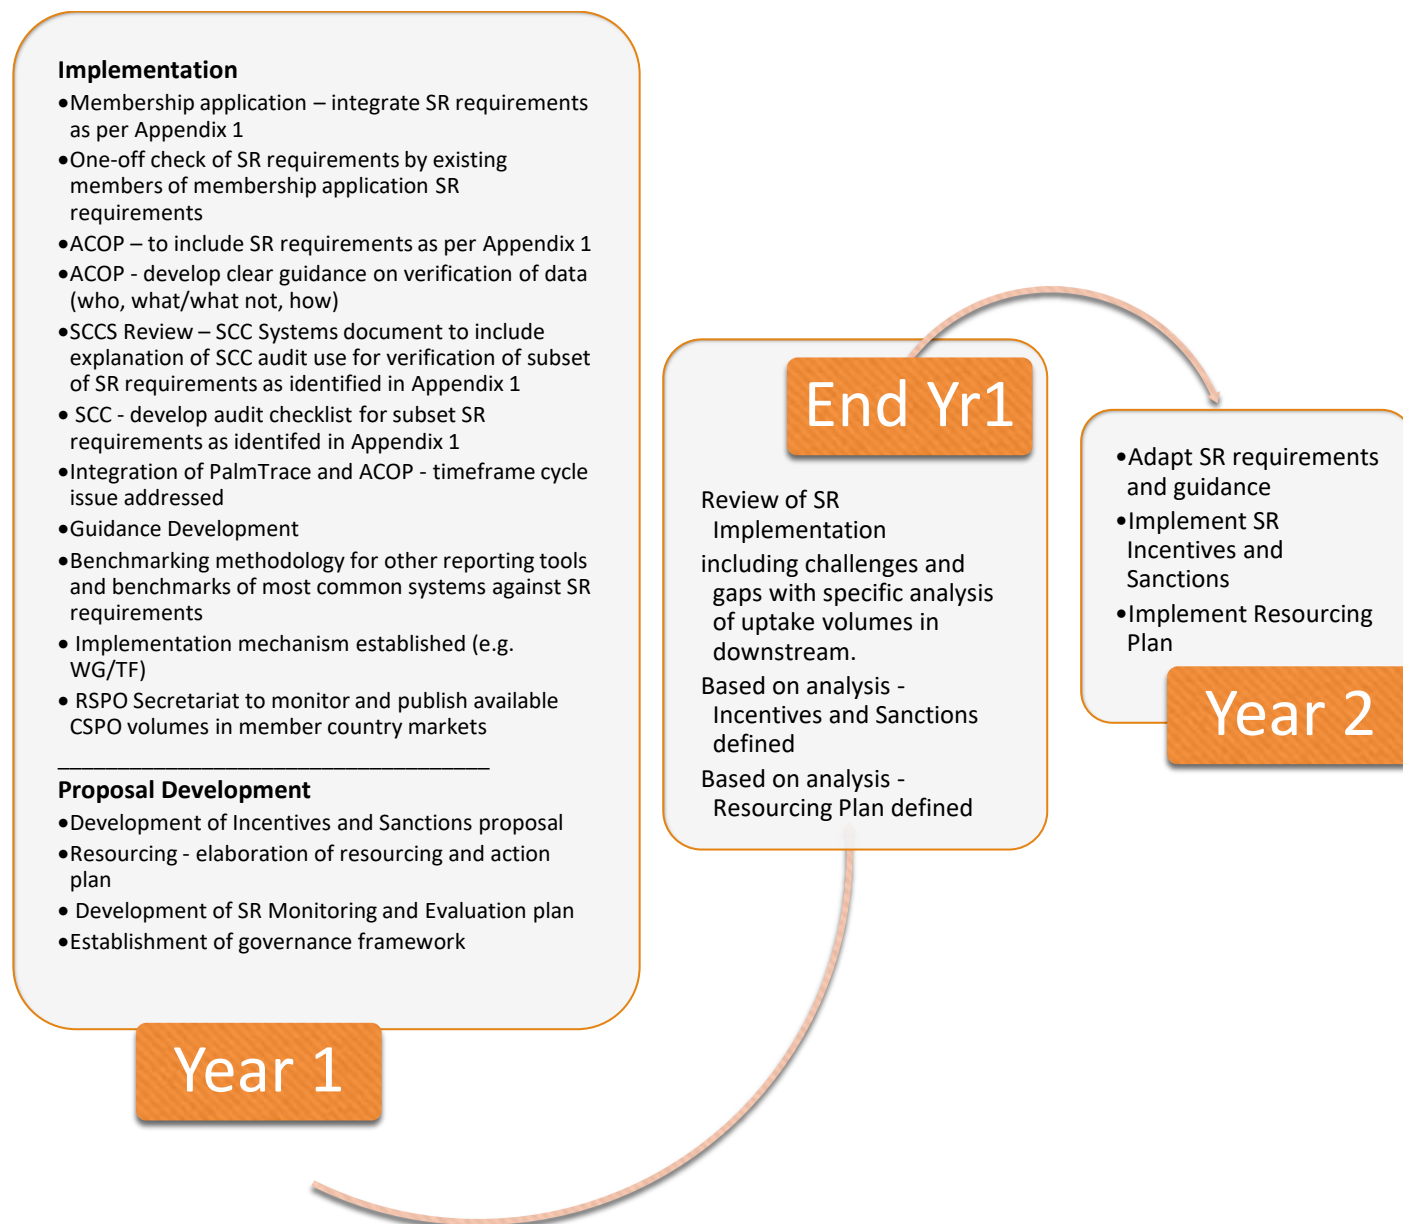 Implementation
•Membership application – integrate SR requirements
as per Appendix 1
•One-off check of SR requirements by existing
members of membership application SR
requirements
•ACOP – to include SR requirements as per Appendix 1
•ACOP - develop clear guidance on verification of data
(who, what/what not, how)
•SCCS Review – SCC Systems document to include
explanation of SCC audit use for verification of subset
of SR requirements as identified in Appendix 1
• SCC - develop audit checklist for subset SR
requirements as identifed in Appendix 1
•Integration of PalmTrace and ACOP - timeframe cycle
issue addressed
•Guidance Development
•Benchmarking methodology for other reporting tools
and benchmarks of most common systems against SR
requirements
• Implementation mechanism established (e.g.
WG/TF)
• RSPO Secretariat to monitor and publish available
CSPO volumes in member country markets
Proposal Development
•Development of Incentives and Sanctions proposal
•Resourcing - elaboration of resourcing and action
plan
• Development of SR Monitoring and Evaluation plan
•Establishment of governance framework
Year 1
End Yr1
Review of SR
Implementation
including challenges and
gaps with specific analysis
of uptake volumes in
downstream.
Based on analysis -
Incentives and Sanctions
defined
Based on analysis -
Resourcing Plan defined
•Adapt SR requirements
and guidance
•Implement SR
Incentives and
Sanctions
•Implement Resourcing
Plan
Year 2